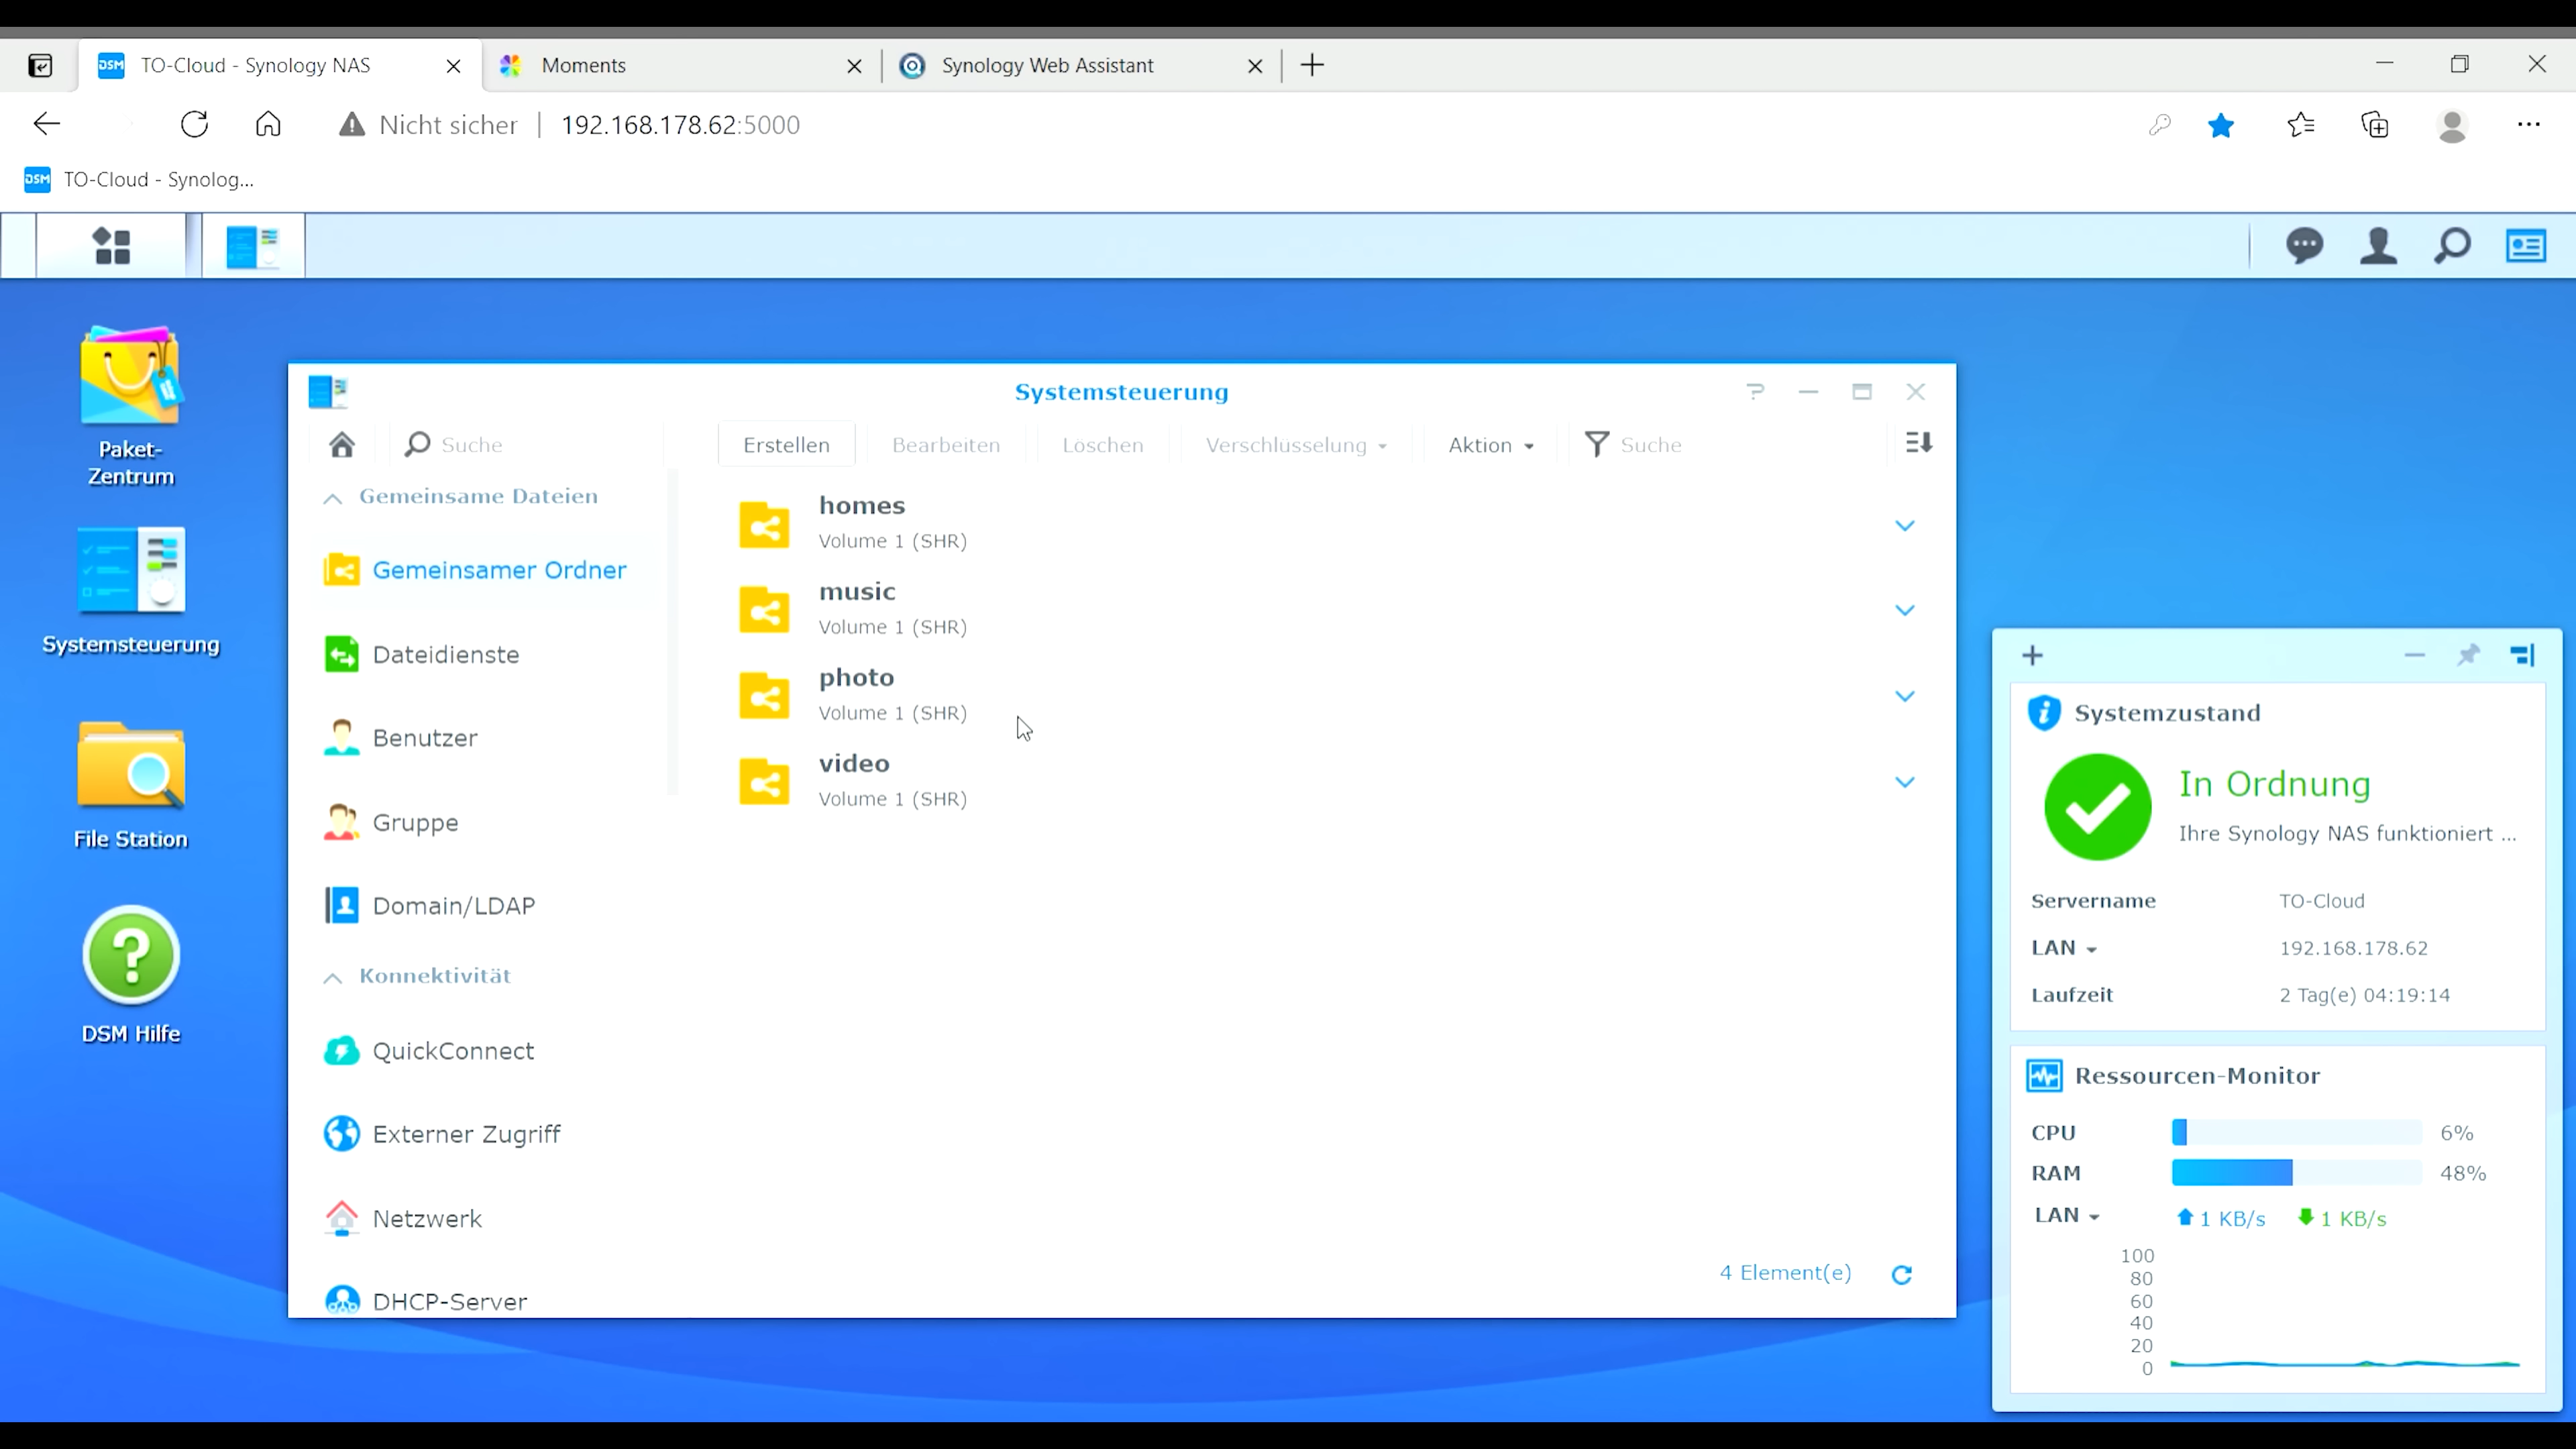 DSM TO-Cloud - Synology NAS
Moments
Synology Web Assistant
Nicht sicher | 192.168.178.62:5000
DSM TO-Cloud - Synolog...
Paket-
Zentrum
Systemsteuerung
File Station
DSM Hilfe
Systemsteuerung
Suche
Erstellen
Bearbeiten
Löschen
Verschlusselung
Aktion
Suche
Gemeinsame Dateien
Gemeinsamer Ordner
Dateidienste
Benutzer
Gruppe
Domain/LDAP
Konnektivität
QuickConnect
Externer Zugriff
Netzwerk
DHCP-Server
homes
Volume 1 (SHR)
music
Volume 1 (SHR)
photo
Volume 1 (SHR)
video
Volume 1 (SHR)
4 Element(e)
Systemzustand
In Ordnung
Ihre Synology NAS funktioniert ...
Servername TO-Cloud
LAN 192.168.178.62
Laufzeit 2 Tag(e) 04:19:14
Ressourcen-Monitor
CPU 6%
RAM 48%
LAN 1 KB/s 1 KB/s
100
80
60
40
20
0